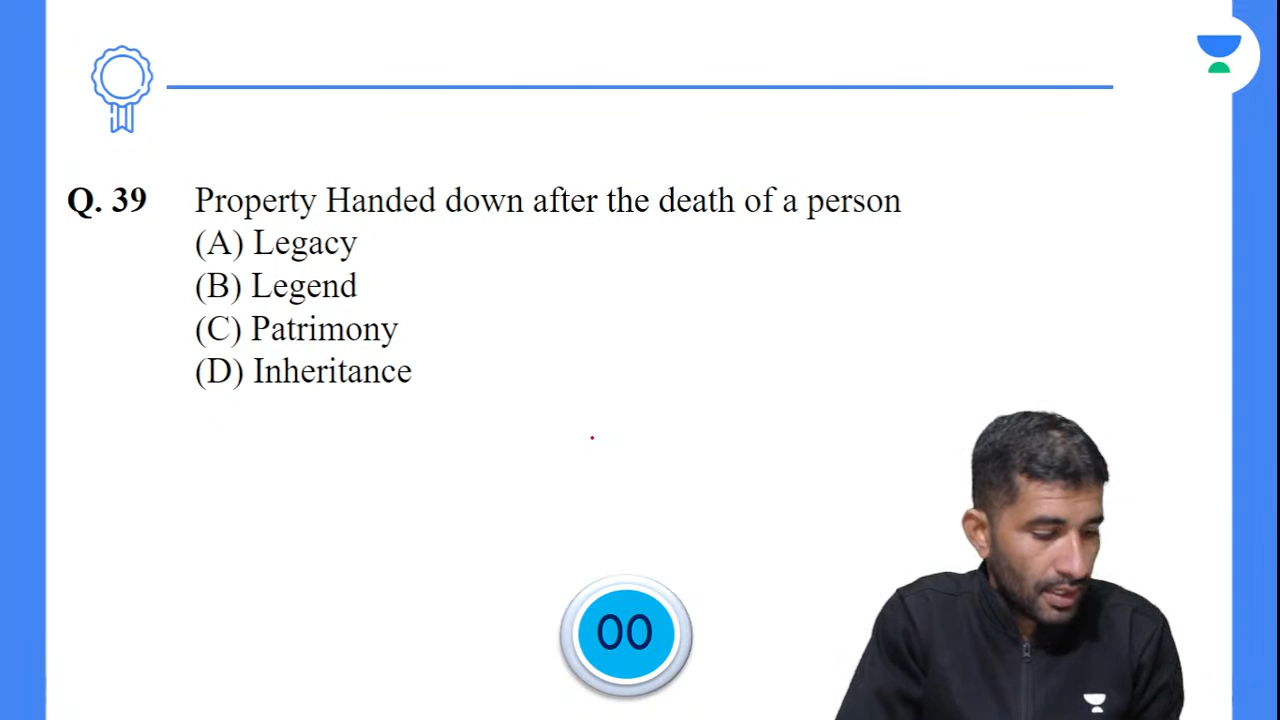 Q. 39 Property Handed down after the death of a person
(A) Legacy
(B) Legend
(C) Patrimony
(D) Inheritance
00